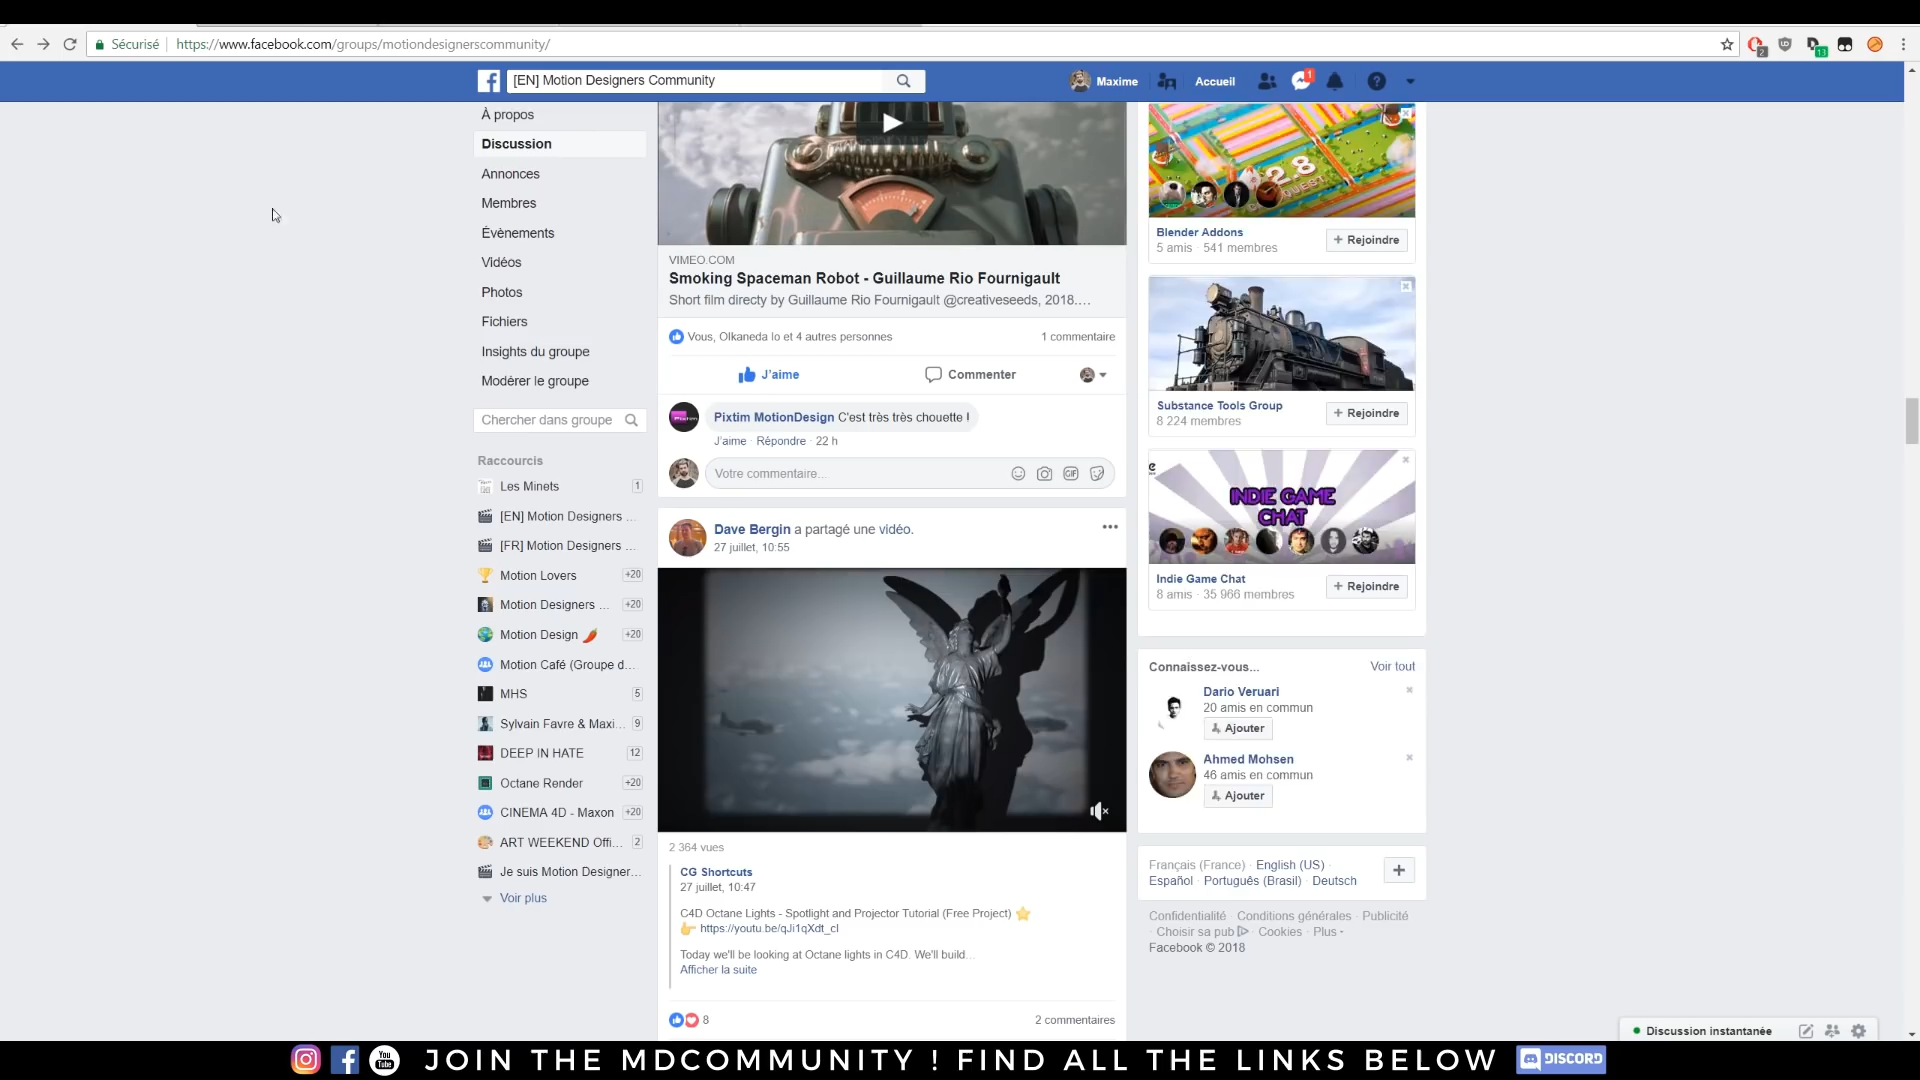 Sécurisé
https://www.facebook.com/groups/motiondesignerscommunity/
2
13
[EN] Motion Designers Community
Maxime
Accueil
1
À propos
Discussion
Annonces
Membres
Évènements
Vidéos
Photos
Fichiers
Insights du groupe
Modérer le groupe
Chercher dans groupe
Raccourcis
Les Minets 1
[EN] Motion Designers ...
[FR] Motion Designers ...
Motion Lovers +20
Motion Designers ... +20
Motion Design +20
Motion Café (Groupe d...
MHS 5
Sylvain Favre & Maxi... 9
DEEP IN HATE 12
Octane Render +20
CINEMA 4D - Maxon +20
ART WEEKEND Offi... 2
Je suis Motion Designer...
Voir plus
VIMEO.COM
Smoking Spaceman Robot - Guillaume Rio Fournigault
Short film directy by Guillaume Rio Fournigault @creativeseeds, 2018....
Vous, Olkaneda Io et 4 autres personnes
1 commentaire
J'aime
Commenter
Pixtim MotionDesign C'est très très chouette !
J'aime · Répondre · 22 h
Votre commentaire...
GIF
Dave Bergin a partagé une vidéo.
27 juillet, 10:55
2 364 vues
CG Shortcuts
27 juillet, 10:47
C4D Octane Lights - Spotlight and Projector Tutorial (Free Project)
https://youtu.be/qJi1qXdt_cI
Today we'll be looking at Octane lights in C4D. We'll build...
Afficher la suite
8
2 commentaires
2.8
QUEST
Blender Addons
5 amis · 541 membres
+ Rejoindre
Substance Tools Group
8 224 membres
+ Rejoindre
INDIE GAME
CHAT
Indie Game Chat
8 amis · 35 966 membres
+ Rejoindre
Connaissez-vous...
Voir tout
Dario Veruari
20 amis en commun
Ajouter
Ahmed Mohsen
46 amis en commun
Ajouter
Français (France) · English (US) ·
Español · Português (Brasil) · Deutsch
Confidentialité · Conditions générales · Publicité
· Choisir sa pub · Cookies · Plus
Facebook © 2018
Discussion instantanée
You
Tube
JOIN THE MDCOMMUNITY ! FIND ALL THE LINKS BELOW
DISCORD